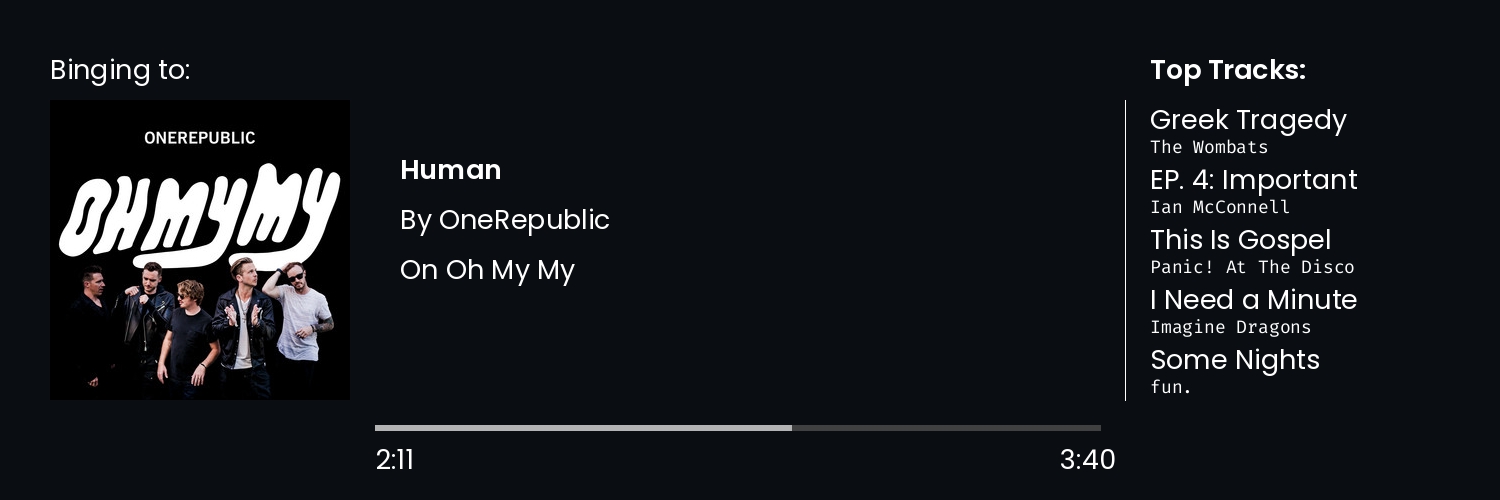 Binging to:
ONEREPUBLIC
OH MY MY
Human
By OneRepublic
On Oh My My
2:11
3:40
Top Tracks:
Greek Tragedy
The Wombats
EP. 4: Important
Ian McConnell
This Is Gospel
Panic! At The Disco
I Need a Minute
Imagine Dragons
Some Nights
fun.